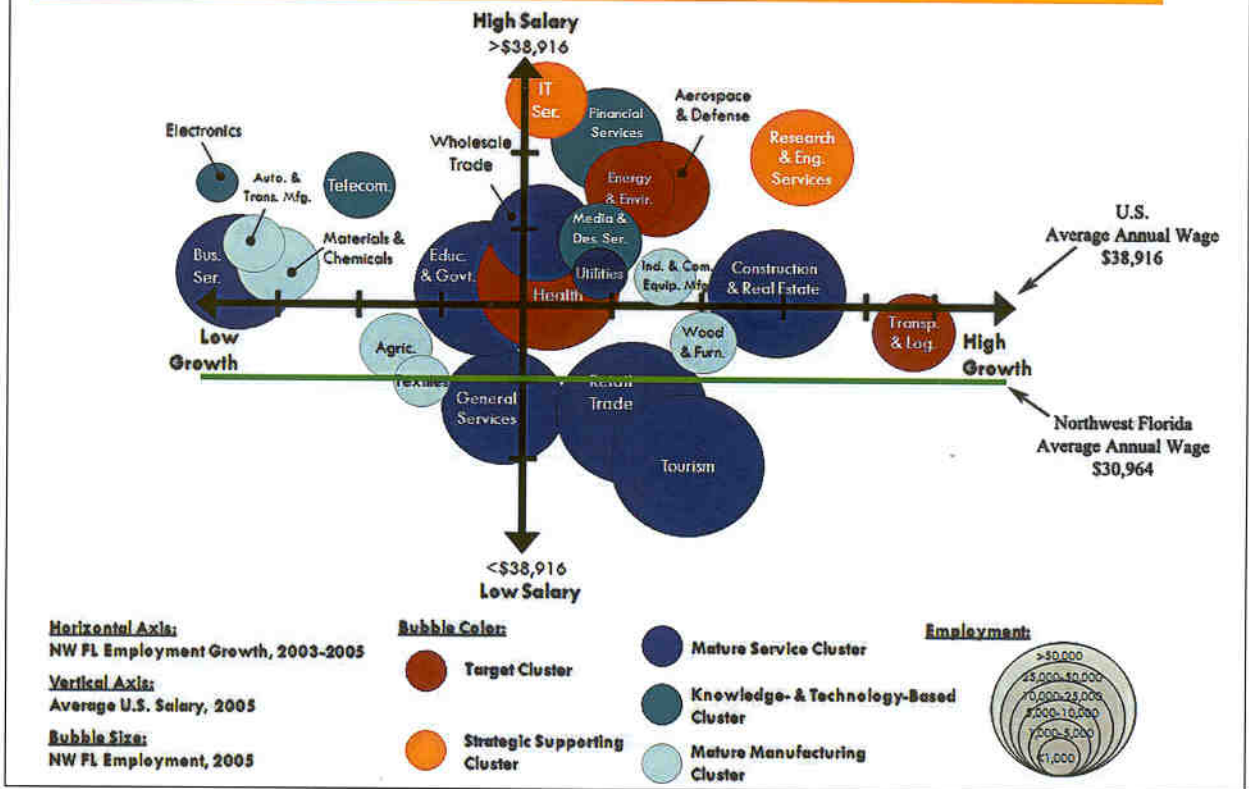 High Salary
>$38,916
IT
Ser.
Financial
Services
Aerospace
& Defense
Electronics
Wholesale
Trade
Research
& Eng.
Services
Auto. &
Trans. Mfg.
Telecom.
Energy
& Envir.
Media &
Des. Ser.
U.S.
Average Annual Wage
$38,916
Materials &
Chemicals
Bus.
Ser.
Educ.
& Govt.
Utilities
Ind. & Com.
Equip. Mfg
Construction
& Real Estate
Health
Low
Growth
Agric.
Wood
& Furn.
Transp.
& Log.
High
Growth
Textiles
General
Services
Retail
Trade
Northwest Florida
Average Annual Wage
$30,964
Tourism
<$38,916
Low Salary
Horizontal Axis:
NW FL Employment Growth, 2003-2005
Vertical Axis:
Average U.S. Salary, 2005
Bubble Size:
NW FL Employment, 2005
Bubble Color:
Target Cluster
Strategic Supporting
Cluster
Mature Service Cluster
Knowledge- & Technology-Based
Cluster
Mature Manufacturing
Cluster
Employment:
>50,000
25,000-50,000
10,000-25,000
5,000-10,000
1,000-5,000
<1,000